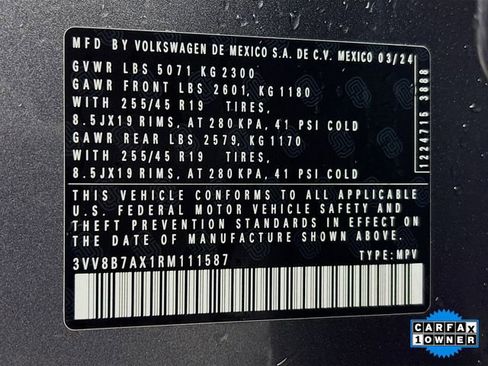 MFD BY VOLKSWAGEN DE MEXICO S.A. DE C.V. MEXICO 03/24
GVWR LBS 5071 KG 2300
GAWR FRONT LBS 2601, KG 1180
WITH 255/45 R19 TIRES,
8.5JX19 RIMS, AT 280 KPA, 41 PSI COLD
GAWR REAR LBS 2579, KG 1170
WITH 255/45 R19 TIRES,
8.5JX19 RIMS, AT 280 KPA, 41 PSI COLD
1224715 3888
THIS VEHICLE CONFORMS TO ALL APPLICABLE
U.S. FEDERAL MOTOR VEHICLE SAFETY AND
THEFT PREVENTION STANDARDS IN EFFECT ON
THE DATE OF MANUFACTURE SHOWN ABOVE.
3VV8B7AX1RM111587 TYPE: MPV
CARFAX
1 OWNER